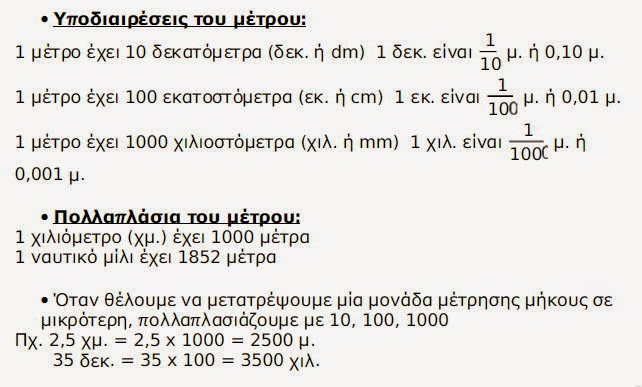 • Υποδιαιρέσεις του μέτρου:
1 μέτρο έχει 10 δεκατόμετρα (δεκ. ή dm) 1 δεκ. είναι 1/10 μ. ή 0,10 μ.
1 μέτρο έχει 100 εκατοστόμετρα (εκ. ή cm) 1 εκ. είναι 1/100 μ. ή 0,01 μ.
1 μέτρο έχει 1000 χιλιοστόμετρα (χιλ. ή mm) 1 χιλ. είναι 1/1000 μ. ή
0,001 μ.
• Πολλαπλάσια του μέτρου:
1 χιλιόμετρο (χμ.) έχει 1000 μέτρα
1 ναυτικό μίλι έχει 1852 μέτρα
• Όταν θέλουμε να μετατρέψουμε μία μονάδα μέτρησης μήκους σε
μικρότερη, πολλαπλασιάζουμε με 10, 100, 1000
Πχ. 2,5 χμ. = 2,5 x 1000 = 2500 μ.
35 δεκ. = 35 x 100 = 3500 χιλ.